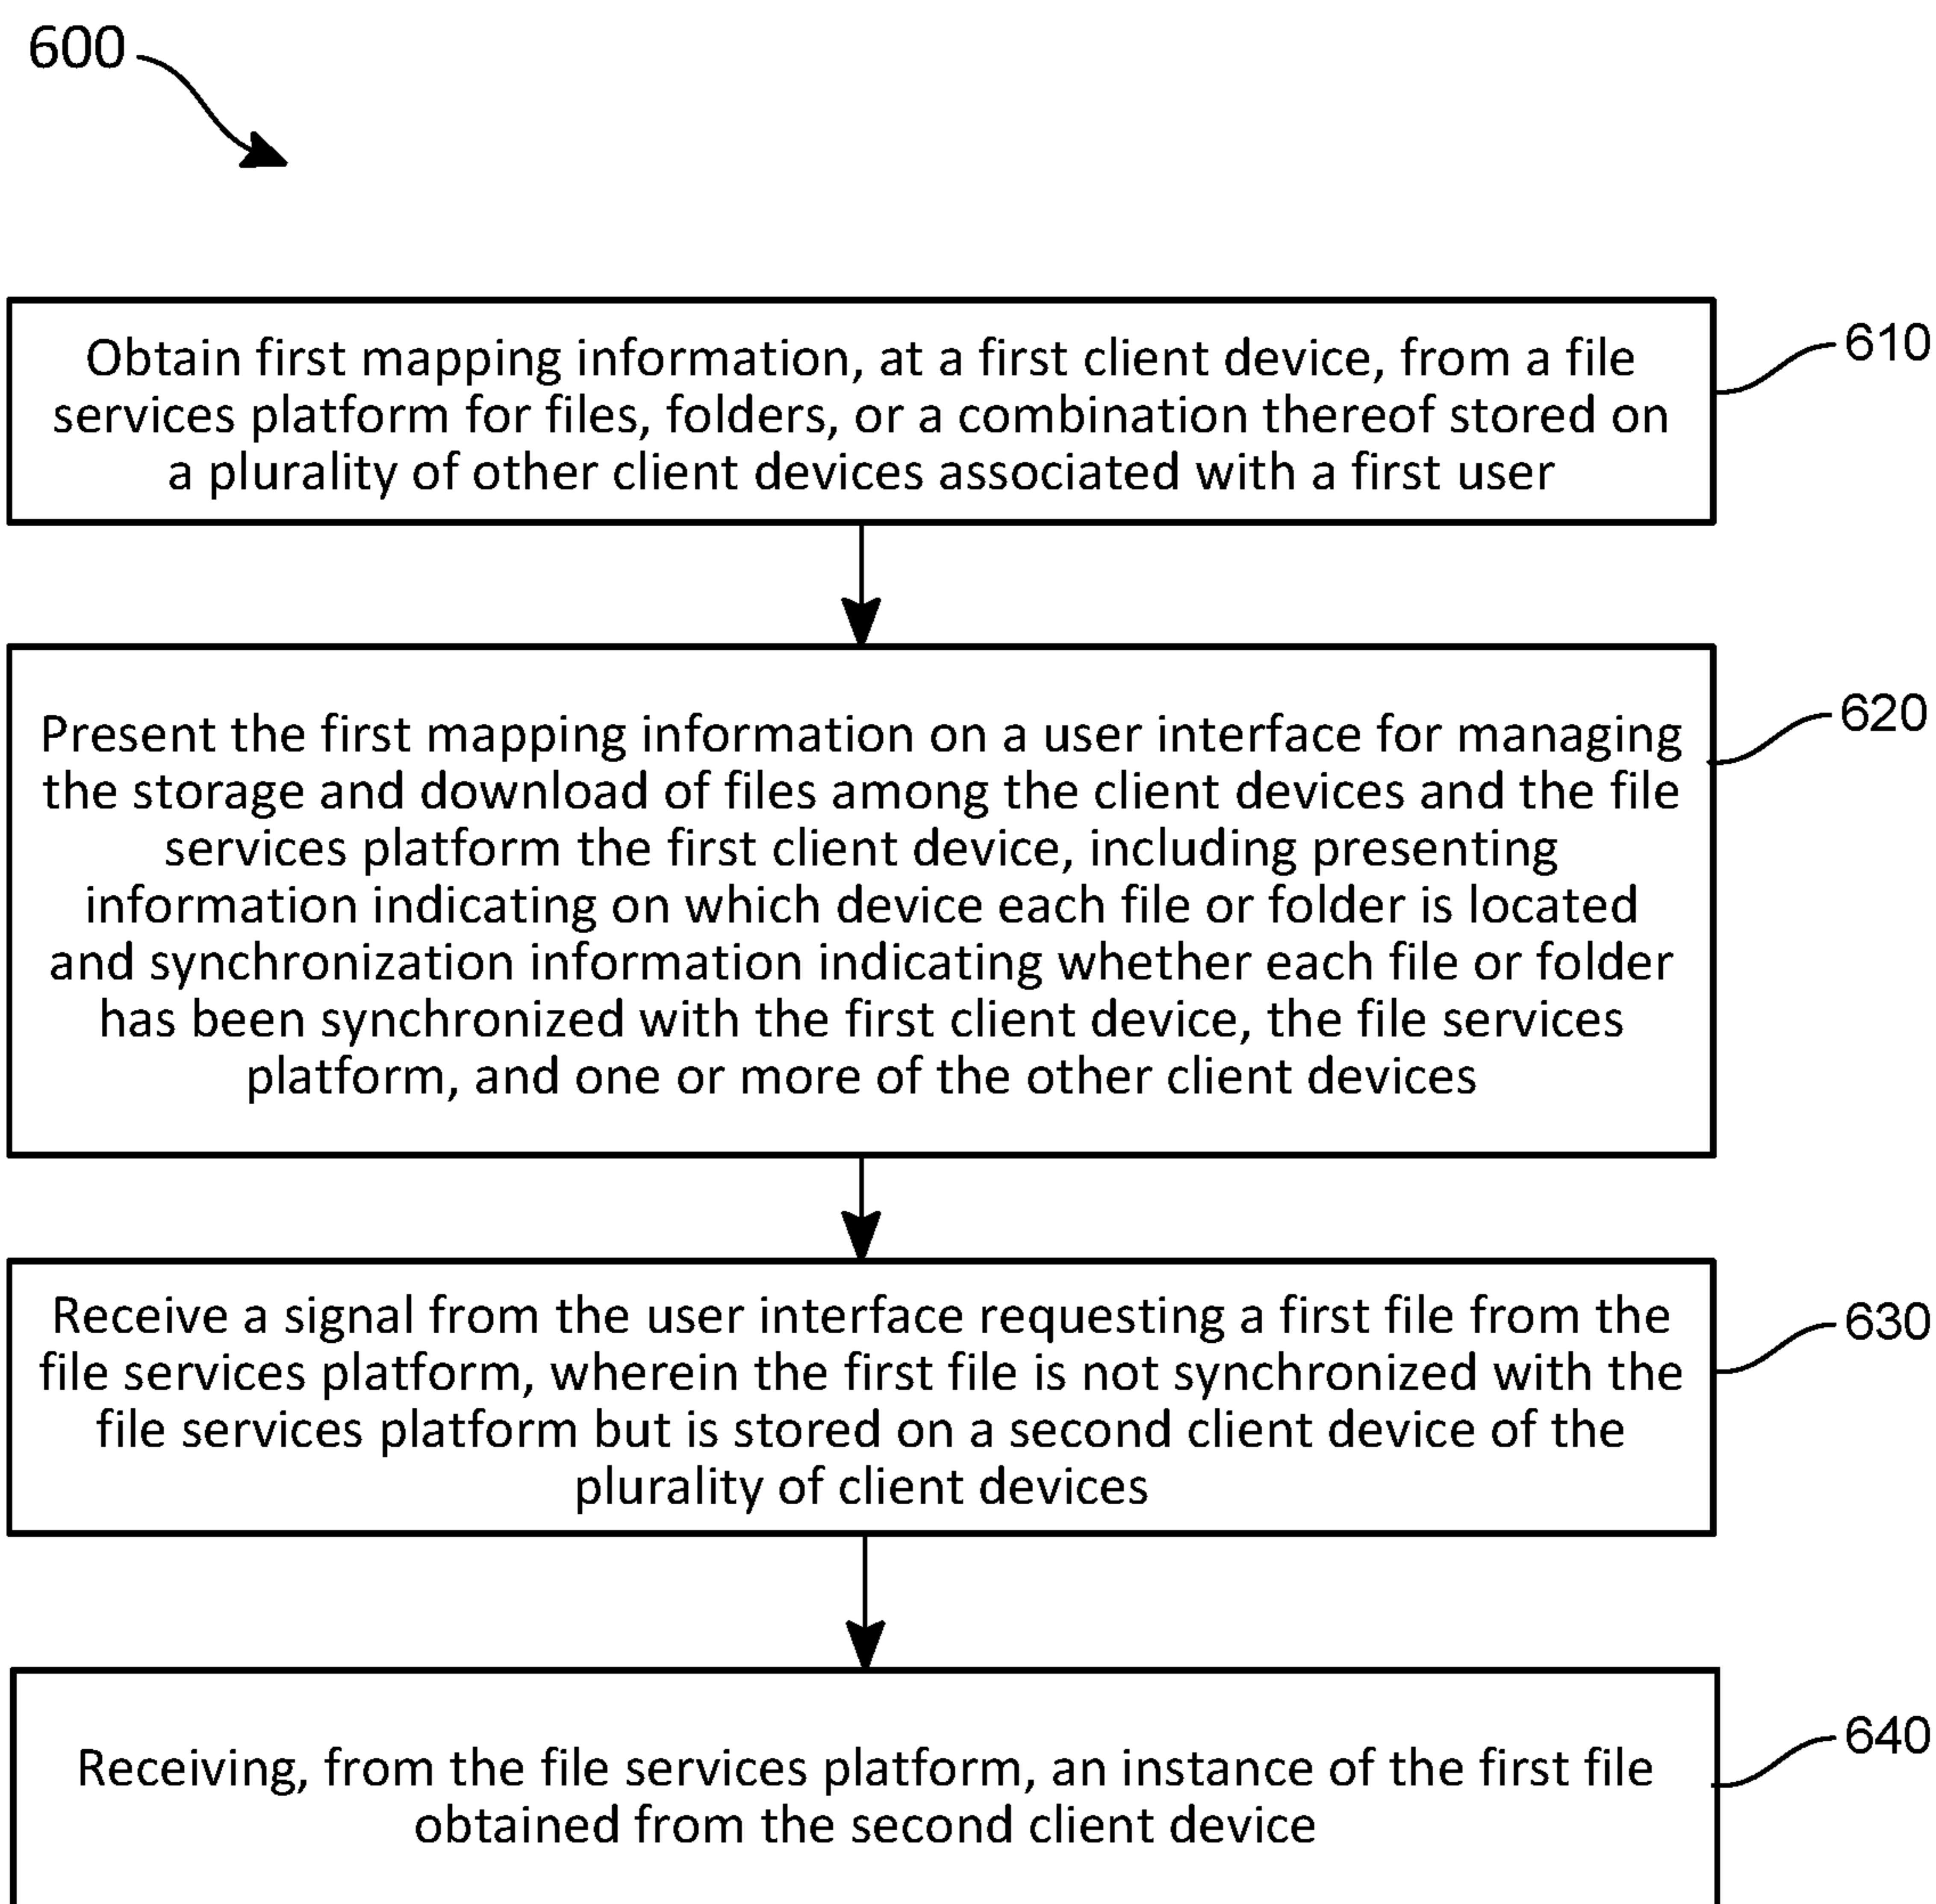 600
Obtain first mapping information, at a first client device, from a file
services platform for files, folders, or a combination thereof stored on
a plurality of other client devices associated with a first user
610
Present the first mapping information on a user interface for managing
the storage and download of files among the client devices and the file
services platform the first client device, including presenting
information indicating on which device each file or folder is located
and synchronization information indicating whether each file or folder
has been synchronized with the first client device, the file services
platform, and one or more of the other client devices
620
Receive a signal from the user interface requesting a first file from the
file services platform, wherein the first file is not synchronized with the
file services platform but is stored on a second client device of the
plurality of client devices
630
Receiving, from the file services platform, an instance of the first file
obtained from the second client device
640